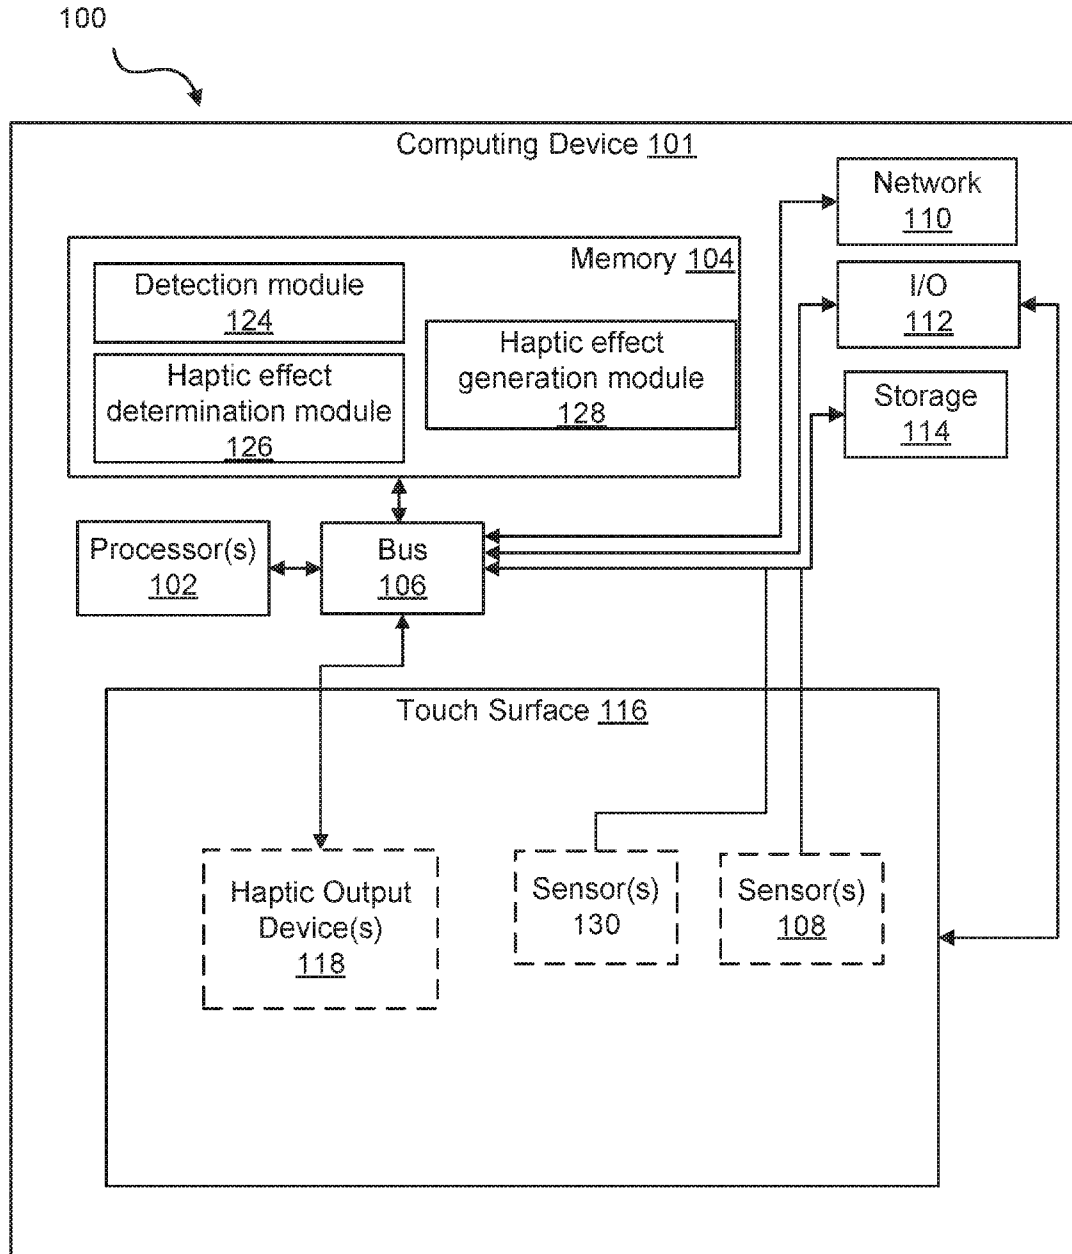 100
Computing Device 101
Network
110
Memory 104
Detection module
124
I/O
112
Haptic effect
generation module
128
Haptic effect
determination module
126
Storage
114
Processor(s)
102
Bus
106
Touch Surface 116
Haptic Output
Device(s)
118
Sensor(s)
130
Sensor(s)
108